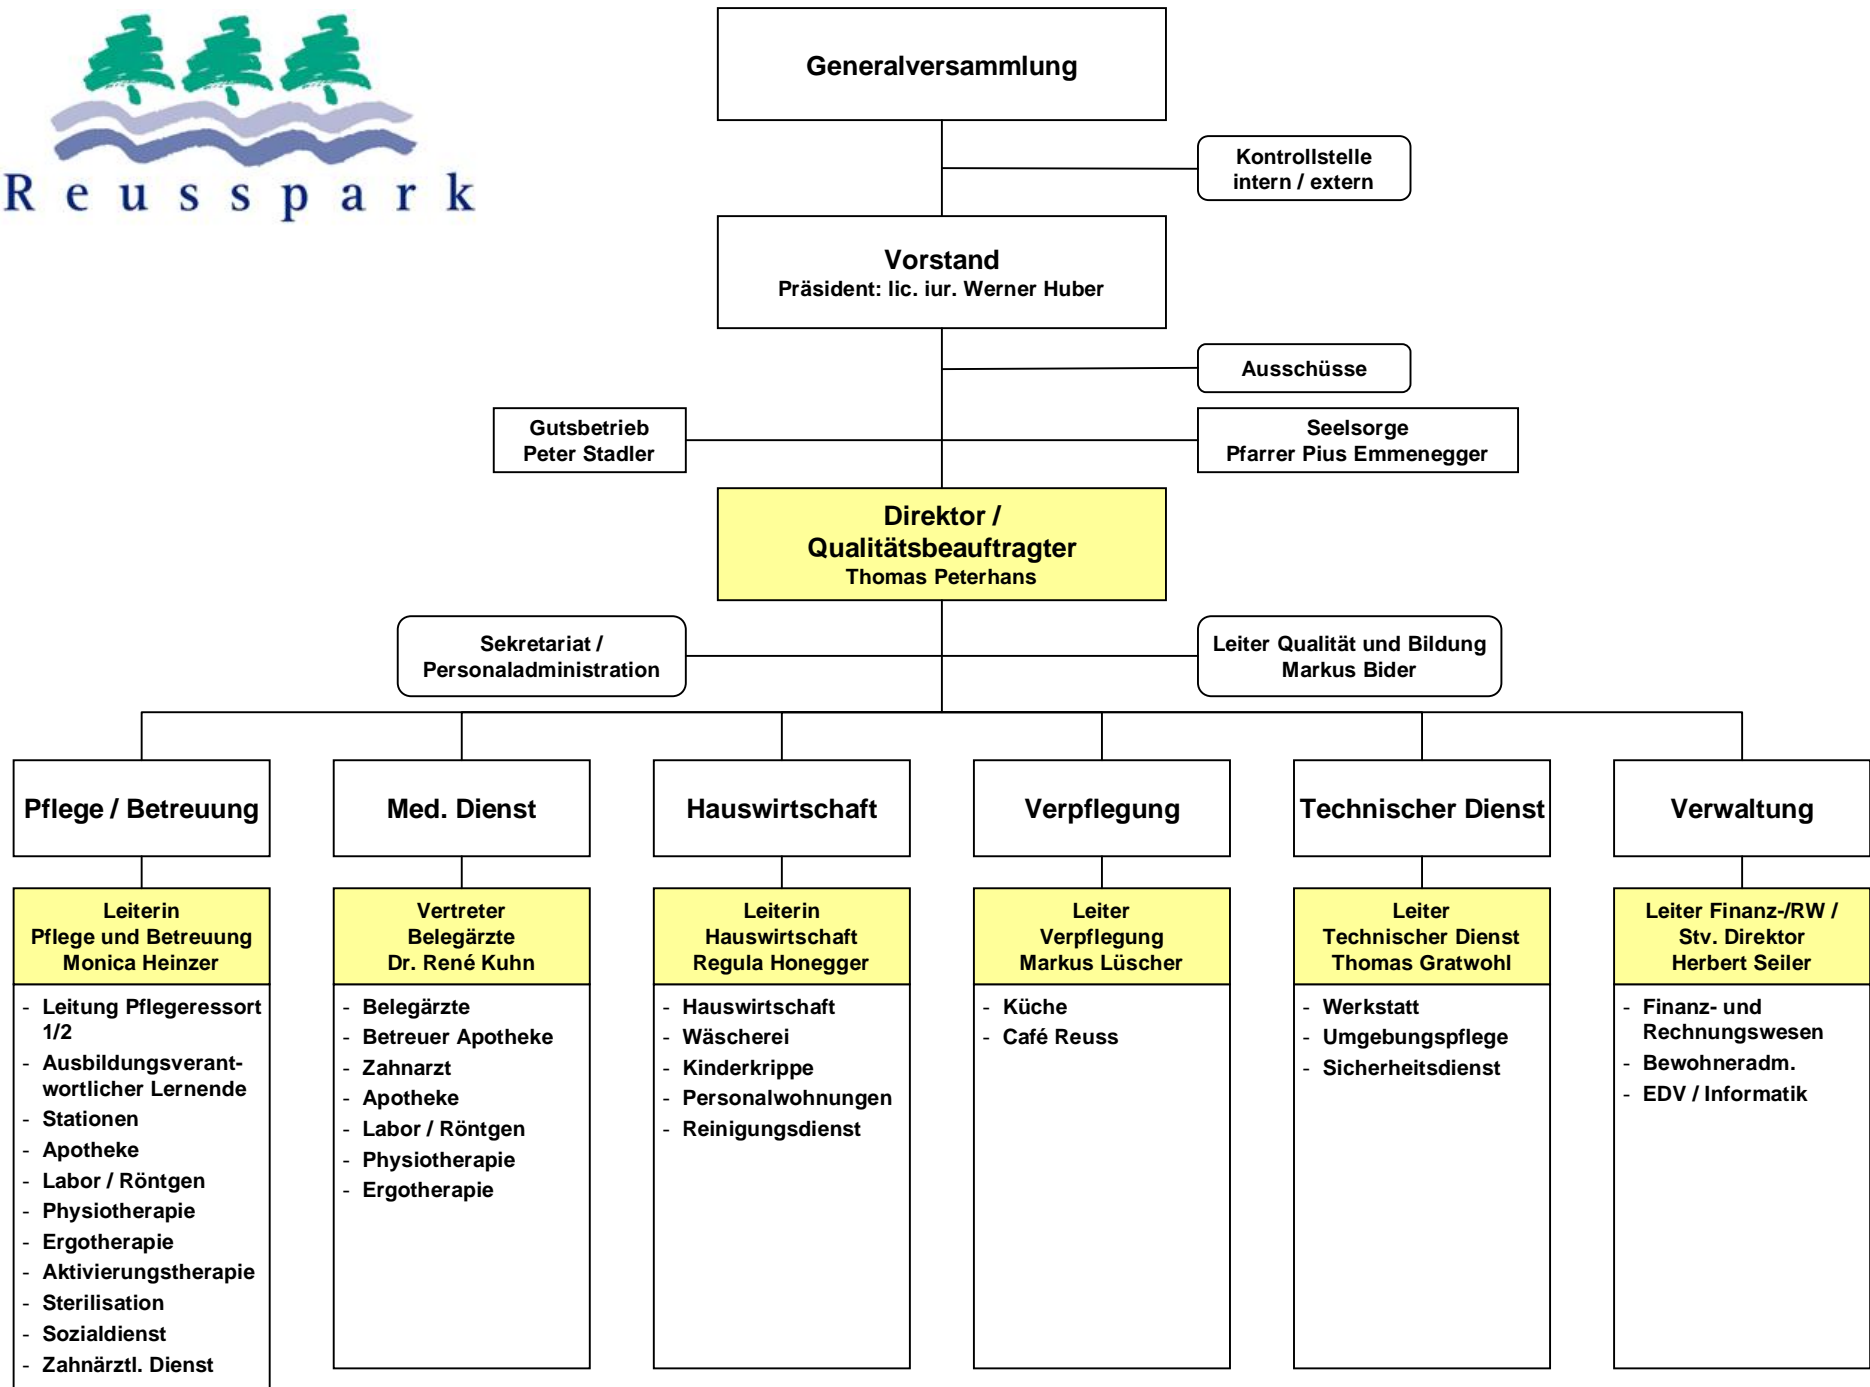 Reusspark
Generalversammlung
Kontrollstelle
intern / extern
Vorstand
Präsident: lic. iur. Werner Huber
Ausschüsse
Gutsbetrieb
Peter Stadler
Seelsorge
Pfarrer Pius Emmenegger
Direktor /
Qualitätsbeauftragter
Thomas Peterhans
Sekretariat /
Personaladministration
Leiter Qualität und Bildung
Markus Bider
Pflege / Betreuung
Leiterin
Pflege und Betreuung
Monica Heinzer
- Leitung Pflegeressort
1/2
- Ausbildungsverant-
wortlicher Lernende
- Stationen
- Apotheke
- Labor / Röntgen
- Physiotherapie
- Ergotherapie
- Aktivierungstherapie
- Sterilisation
- Sozialdienst
- Zahnärztl. Dienst
Med. Dienst
Vertreter
Belegärzte
Dr. René Kuhn
- Belegärzte
- Betreuer Apotheke
- Zahnarzt
- Apotheke
- Labor / Röntgen
- Physiotherapie
- Ergotherapie
Hauswirtschaft
Leiterin
Hauswirtschaft
Regula Honegger
- Hauswirtschaft
- Wäscherei
- Kinderkrippe
- Personalwohnungen
- Reinigungsdienst
Verpflegung
Leiter
Verpflegung
Markus Lüscher
- Küche
- Café Reuss
Technischer Dienst
Leiter
Technischer Dienst
Thomas Gratwohl
- Werkstatt
- Umgebungspflege
- Sicherheitsdienst
Verwaltung
Leiter Finanz-/RW /
Stv. Direktor
Herbert Seiler
- Finanz- und
Rechnungswesen
- Bewohneradm.
- EDV / Informatik